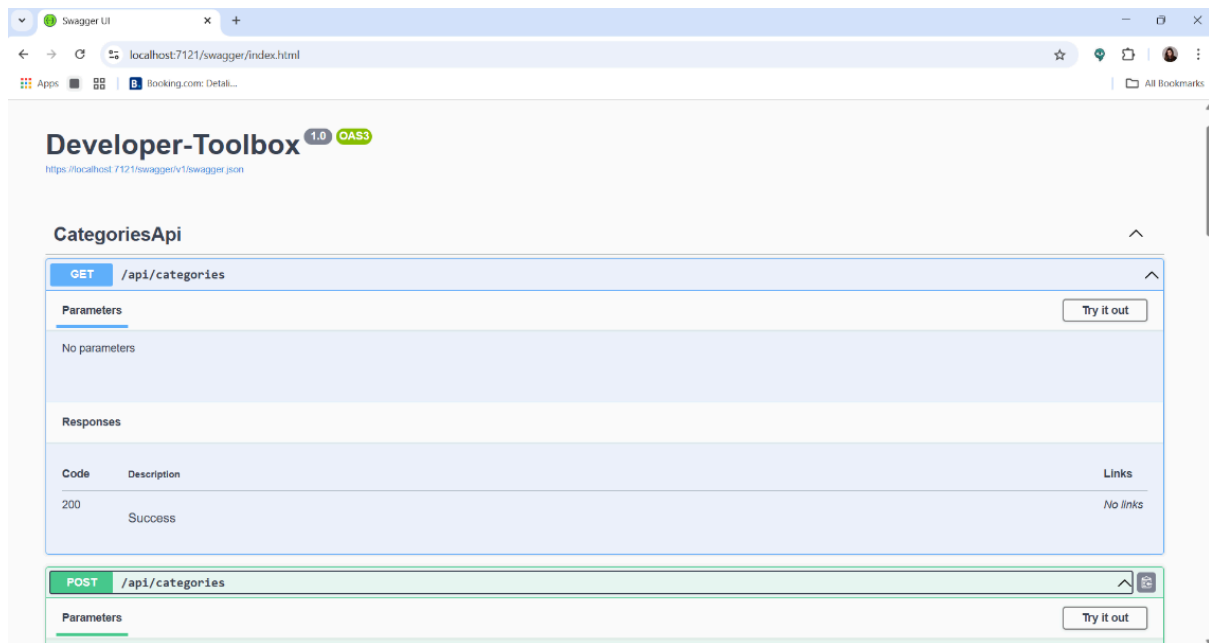 Swagger UI
localhost:7121/swagger/index.html
Apps
Booking.com: Detali...
All Bookmarks
Developer-Toolbox 1.0 OAS3
https://localhost:7121/swagger/v1/swagger.json
CategoriesApi
GET /api/categories
Parameters Try it out
No parameters
Responses
Code Description Links
200 Success No links
POST /api/categories
Parameters Try it out